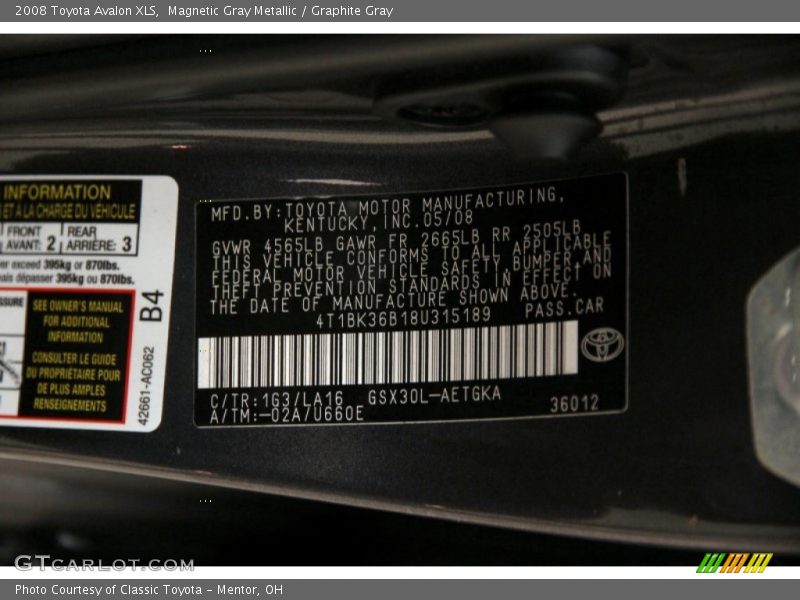 2008 Toyota Avalon XLS,  Magnetic Gray Metallic / Graphite Gray
INFORMATION
ET À LA CHARGE DU VÉHICULE
FRONT
AVANT: 2
REAR
ARRIÈRE: 3
exceed 395kg or 870lbs.
dépasser 395kg ou 870lbs.
SEE OWNER'S MANUAL
FOR ADDITIONAL
INFORMATION
CONSULTER LE GUIDE
DU PROPRIÉTAIRE POUR
DE PLUS AMPLES
RENSEIGNEMENTS
B4
42661-AC062
MFD.BY:TOYOTA MOTOR MANUFACTURING,
KENTUCKY,INC.05/08
GVWR 4565LB GAWR FR 2665LB RR 2505LB
THIS VEHICLE CONFORMS TO ALL APPLICABLE
FEDERAL MOTOR VEHICLE SAFETY,BUMPER AND
THEFT PREVENTION STANDARDS IN EFFECT ON
THE DATE OF MANUFACTURE SHOWN ABOVE.
4T1BK36B18U315189 PASS.CAR
C/TR:1G3/LA16 GSX30L-AETGKA
A/TM:-02A/U660E 36012
GTCARLOT.COM
Photo Courtesy of Classic Toyota - Mentor, OH